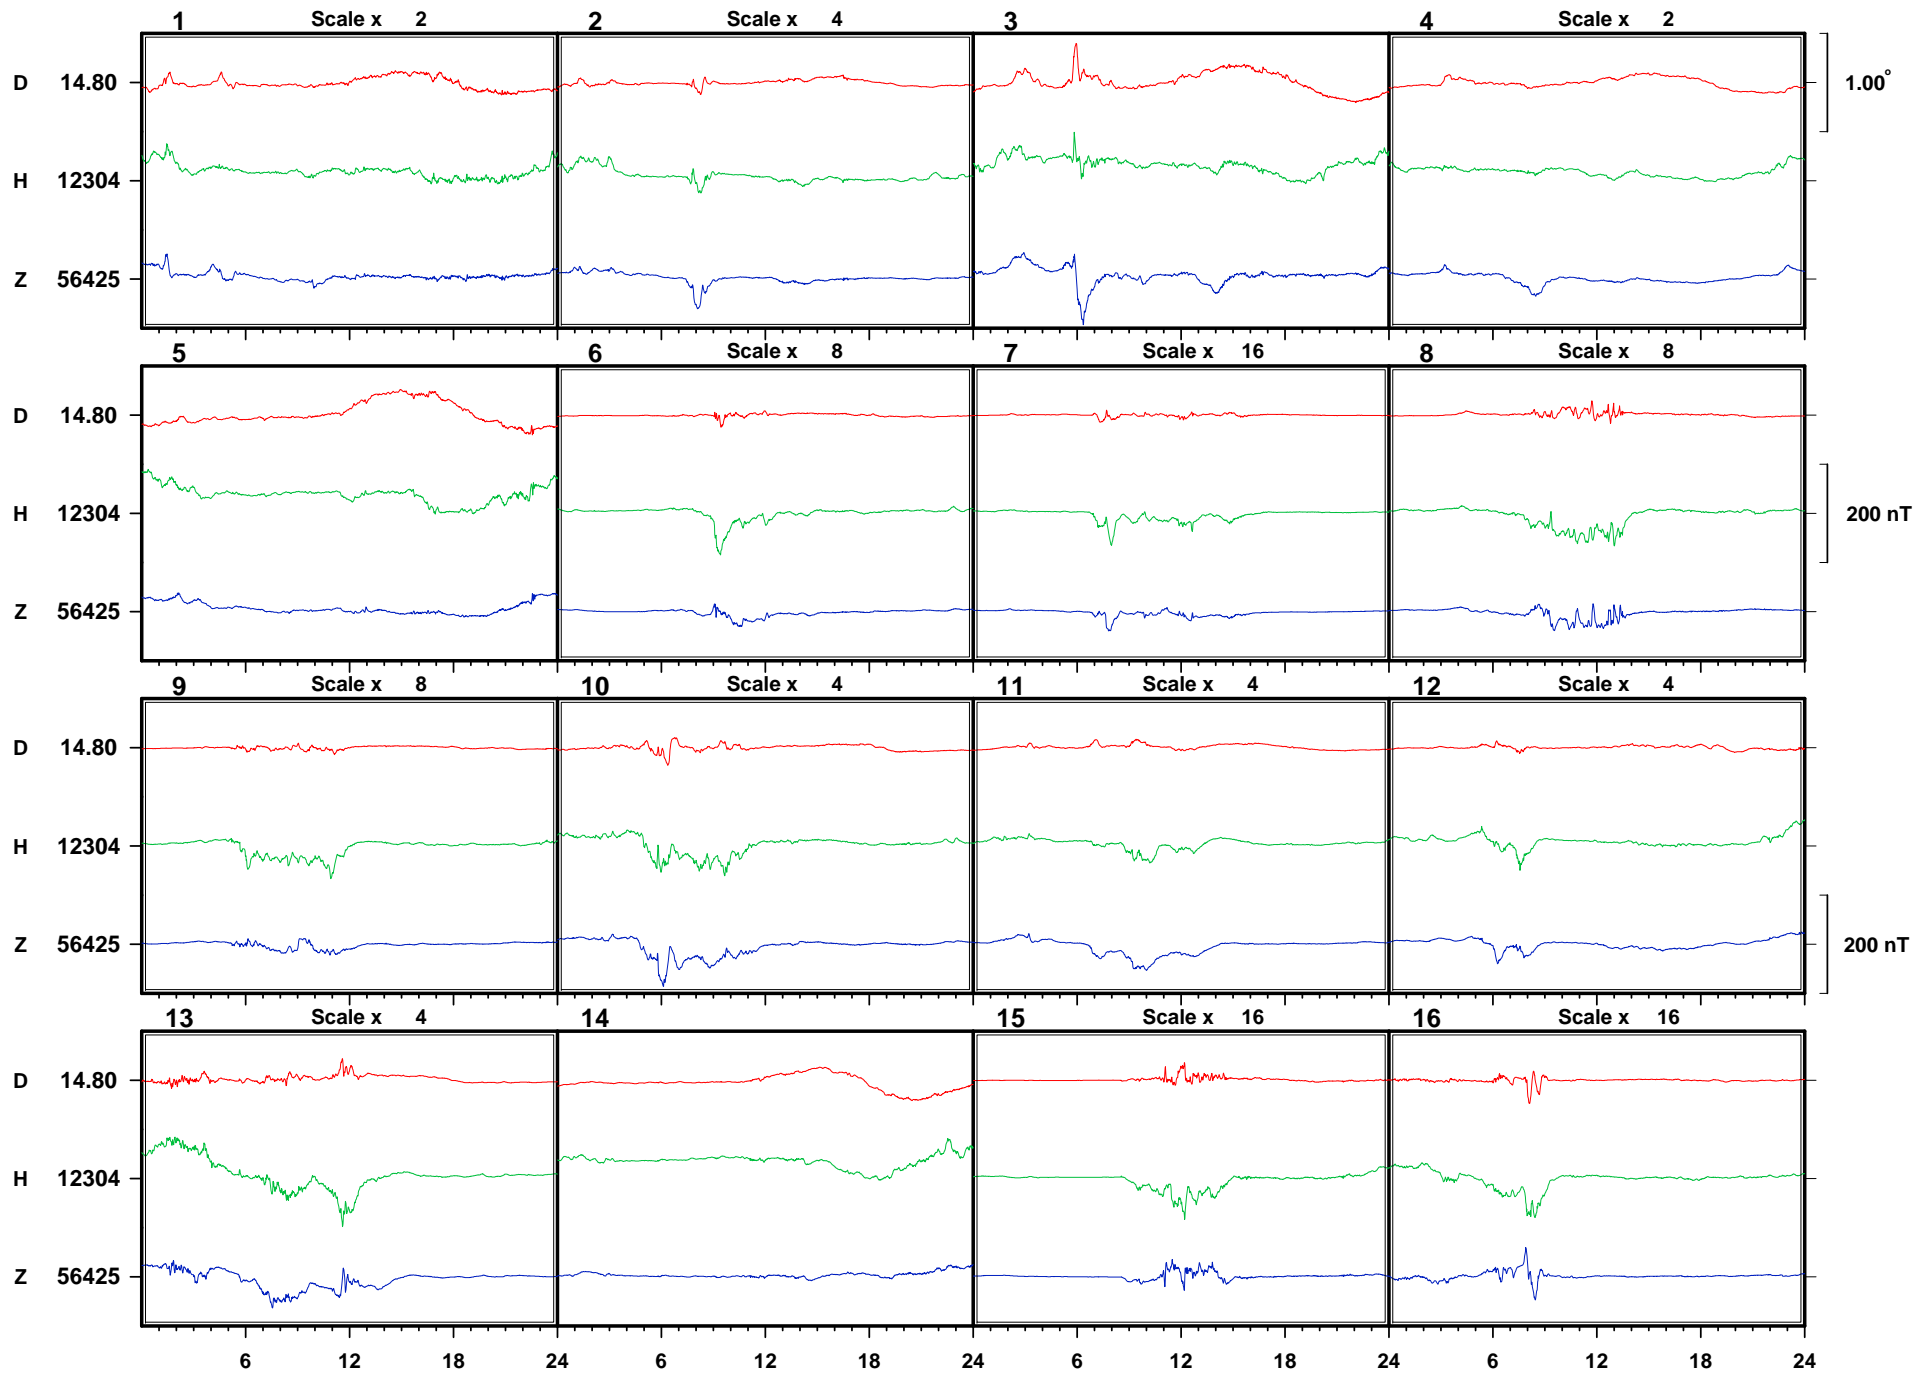 1 Scale x 2 2 Scale x 4 3 4 Scale x 2
D 14.80 1.00°
H 12304
Z 56425
5 6 Scale x 8 7 Scale x 16 8 Scale x 8
D 14.80
H 12304 200 nT
Z 56425
9 Scale x 8 10 Scale x 4 11 Scale x 4 12 Scale x 4
D 14.80
H 12304
Z 56425 200 nT
13 Scale x 4 14 15 Scale x 16 16 Scale x 16
D 14.80
H 12304
Z 56425
6 12 18 24 6 12 18 24 6 12 18 24 6 12 18 24